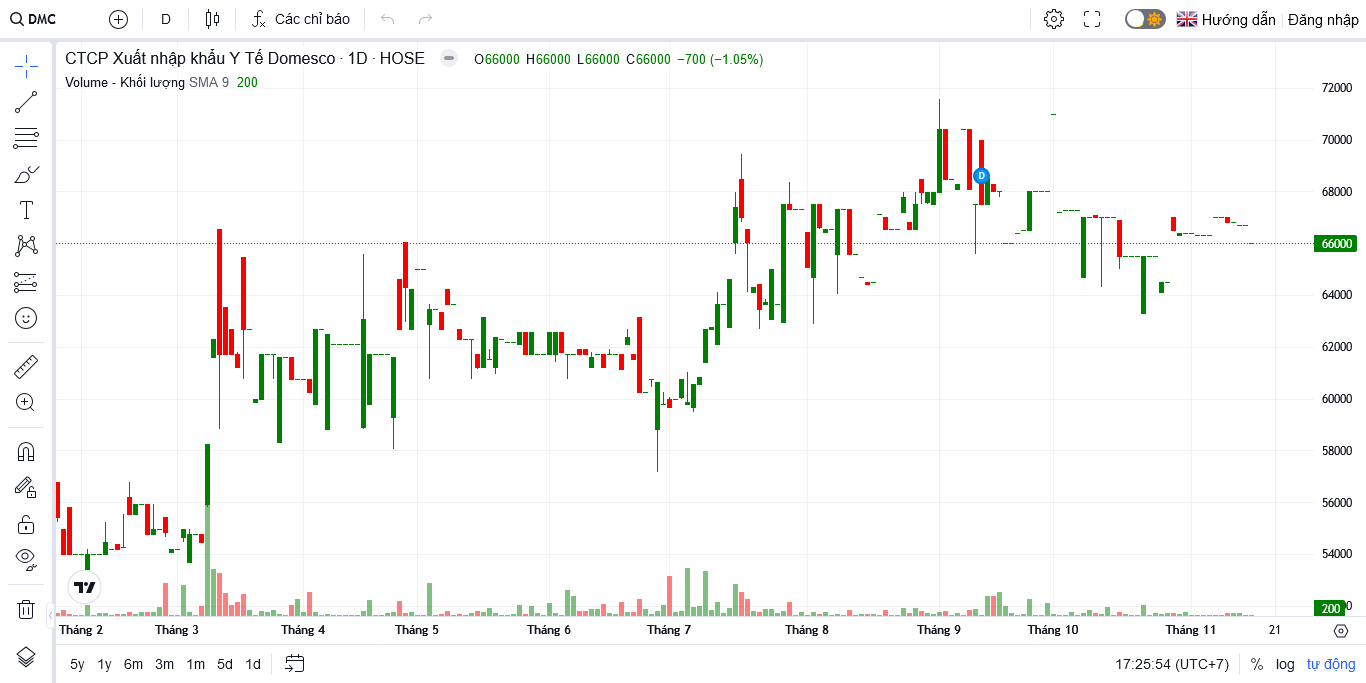 DMC
D
Các chỉ báo
Hướng dẫn
Đăng nhập
CTCP Xuất nhập khẩu Y Tế Domesco · 1D · HOSE
O66000 H66000 L66000 C66000 −700 (−1.05%)
Volume - Khối lượng SMA 9 200
72000
70000
68000
D
66000
64000
62000
60000
58000
56000
54000
200
Tháng 2 Tháng 3 Tháng 4 Tháng 5 Tháng 6 Tháng 7 Tháng 8 Tháng 9 Tháng 10 Tháng 11 21
5y 1y 6m 3m 1m 5d 1d
17:25:54 (UTC+7) % log tự động